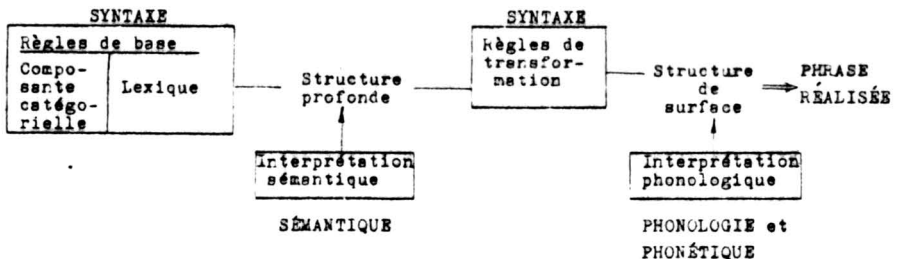 SYNTAXE
Règles de base
Compo-
sante
catégo-
rielle
Lexique
Structure
profonde
SYNTAXE
Règles de
transfor-
mation
Structure
de
surface
PHRASE
RÉALISÉE
Interprétation
sémantique
SÉMANTIQUE
Interprétation
phonologique
PHONOLOGIE et
PHONÉTIQUE